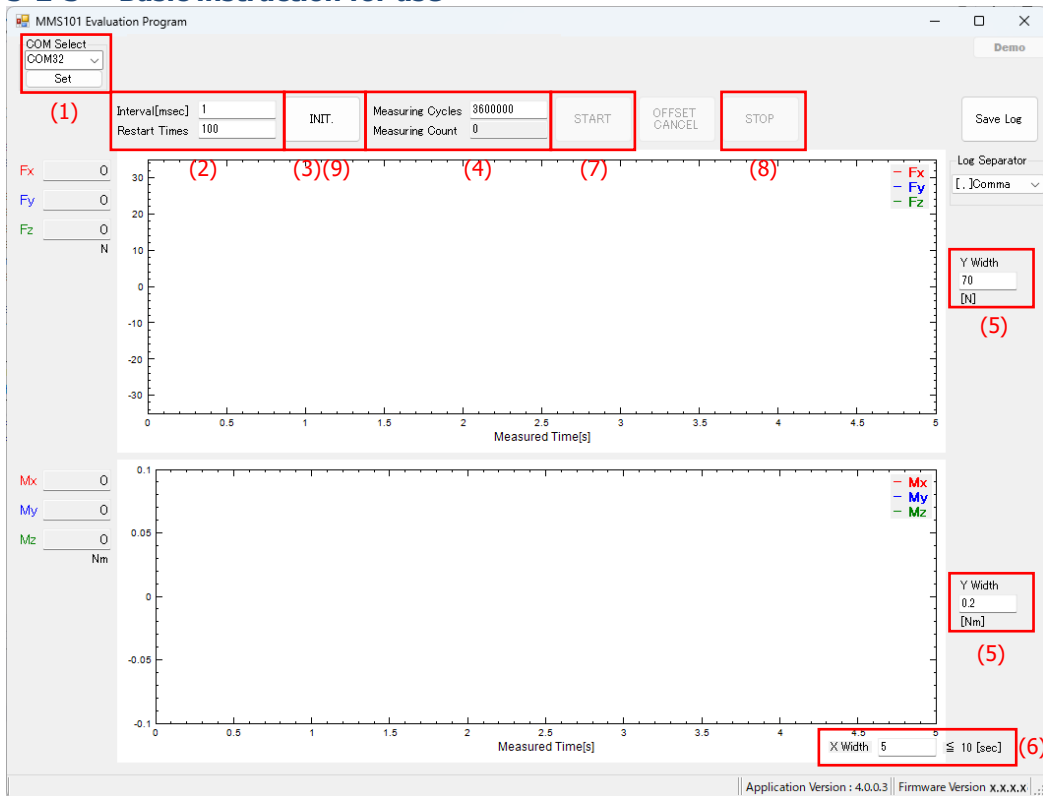 Basic instruction for use
MMS101 Evaluation Program
COM Select
COM32
Set
(1)
Demo
Interval[msec] 1
Restart Times 100
(2)
INIT.
(3)(9)
Measuring Cycles 3600000
Measuring Count 0
(4)
START
(7)
OFFSET CANCEL
STOP
(8)
Save Log
Log Separator
[,]Comma
Fx 0
Fy 0
Fz 0
N
30
20
10
0
-10
-20
-30
0 0.5 1 1.5 2 2.5 3 3.5 4 4.5 5
Measured Time[s]
Fx
Fy
Fz
Y Width
70
[N]
(5)
Mx 0
My 0
Mz 0
Nm
0.1
0.05
0
-0.05
-0.1
0 0.5 1 1.5 2 2.5 3 3.5 4 4.5 5
Measured Time[s]
Mx
My
Mz
Y Width
0.2
[Nm]
(5)
X Width 5 ≦ 10 [sec]
(6)
Application Version : 4.0.0.3 Firmware Version x.x.x.x